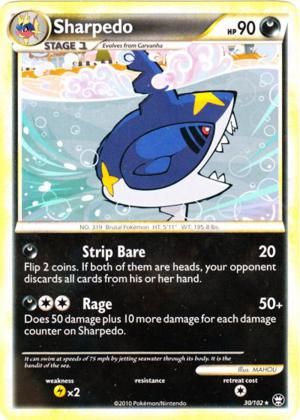 Sharpedo HP 90
STAGE 1 Evolves from Carvanha
NO. 319 Brutal Pokémon HT. 5'11" WT. 195.8 lbs.
Strip Bare 20
Flip 2 coins. If both of them are heads, your opponent
discards all cards from his or her hand.
Rage 50+
Does 50 damage plus 10 more damage for each damage
counter on Sharpedo.
Illus. MAHOU
It can swim at speeds of 75 mph by jetting seawater through its body. It is the
bandit of the sea.
weakness resistance retreat cost
×2
©2010 Pokémon/Nintendo 30/102 ★